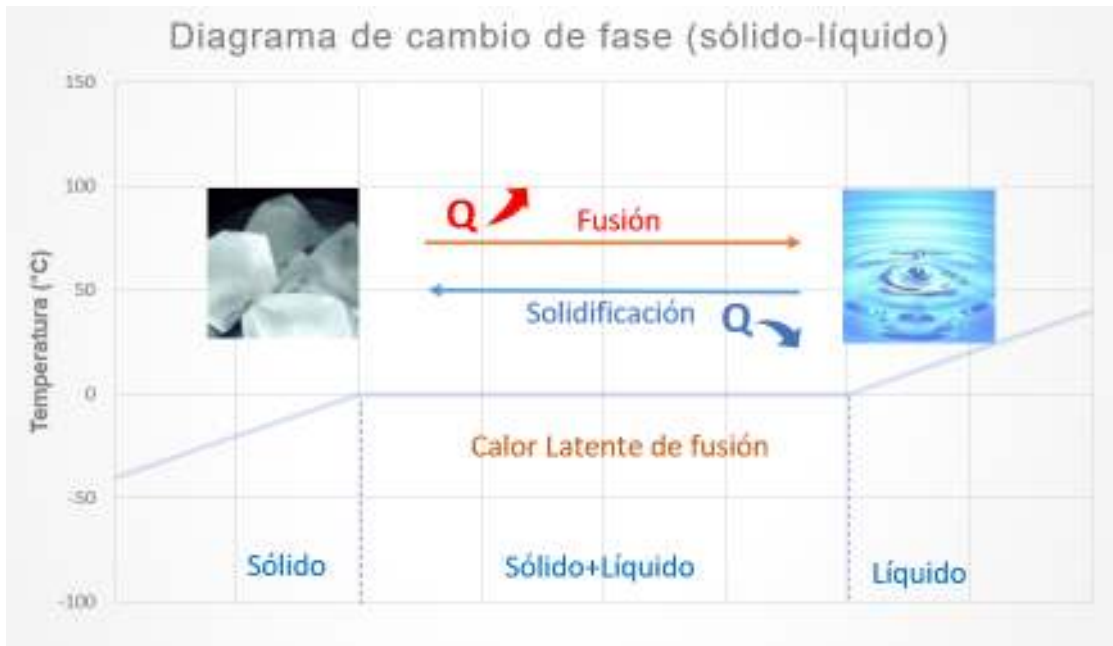 Diagrama de cambio de fase (sólido-líquido)
150
100
50
0
-50
-100
Temperatura (°C)
Q
Fusión
Solidificación
Q
Calor Latente de fusión
Sólido
Sólido+Líquido
Líquido